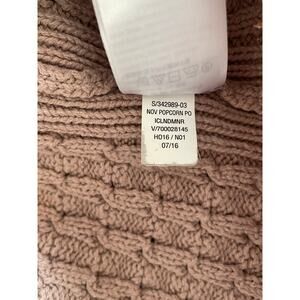 S/342989-03
NOV POPCORN PO
ICLNDMNR
V/700028145
HO16 / N01
07/16